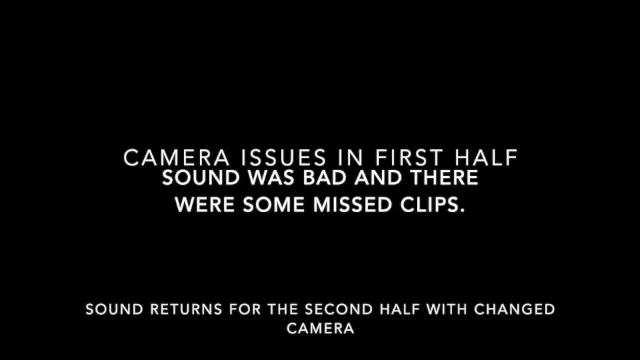 CAMERA ISSUES IN FIRST HALF
SOUND WAS BAD AND THERE
WERE SOME MISSED CLIPS.
SOUND RETURNS FOR THE SECOND HALF WITH CHANGED
CAMERA